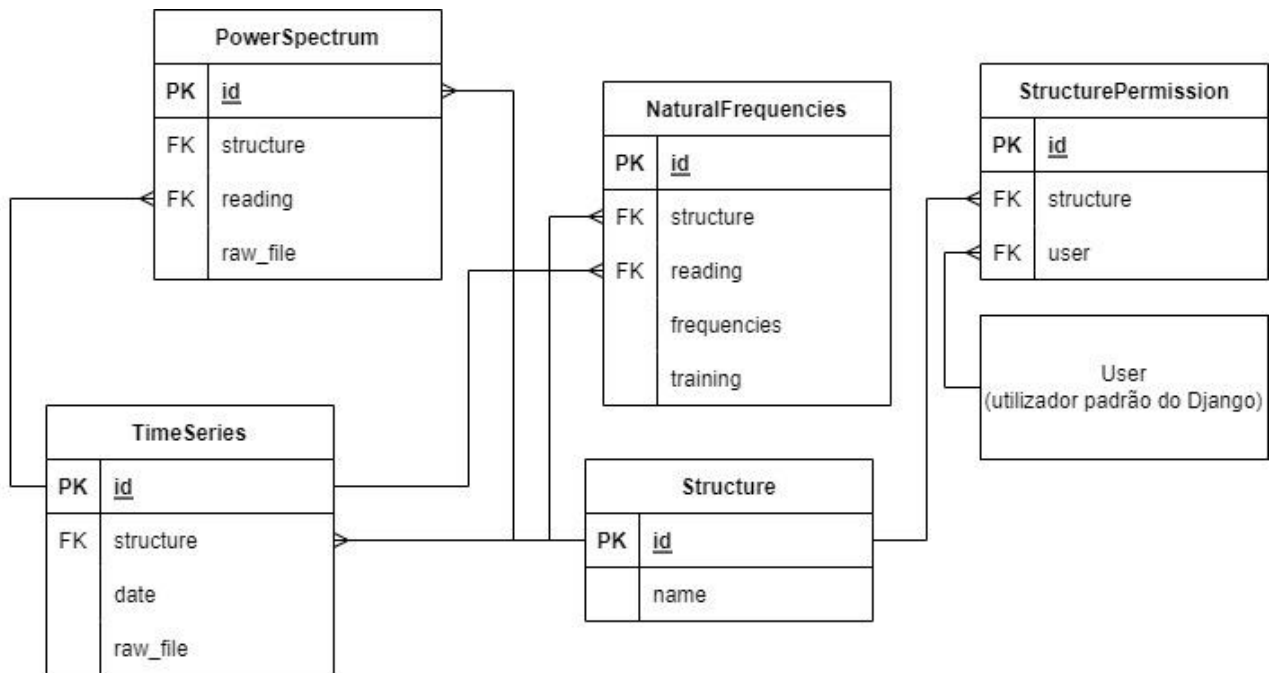 PowerSpectrum
PK id
FK structure
FK reading
raw_file
NaturalFrequencies
PK id
FK structure
FK reading
frequencies
training
StructurePermission
PK id
FK structure
FK user
User
(utilizador padrão do Django)
TimeSeries
PK id
FK structure
date
raw_file
Structure
PK id
name